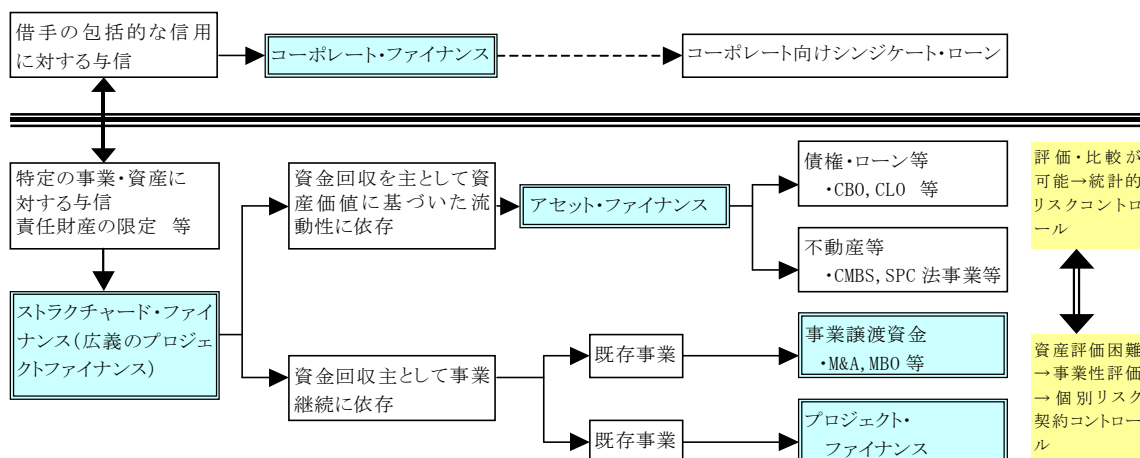 借手の包括的な信用
に対する与信
コーポレート・ファイナンス
コーポレート向けシンジケート・ローン
特定の事業・資産に
対する与信
責任財産の限定 等
資金回収を主として資
産価値に基づいた流
動性に依存
アセット・ファイナンス
債権・ローン等
・CBO, CLO 等
不動産等
・CMBS, SPC 法事業等
評価・比較が
可能→統計的
リスクコントロ
ール
ストラクチャード・ファイ
ナンス(広義のプロジェ
クトファイナンス)
資金回収主として事業
継続に依存
既存事業
事業譲渡資金
・M&A, MBO 等
既存事業
プロジェクト・
ファイナンス
資産評価困難
→事業性評価
→個別リスク
契約コントロー
ル